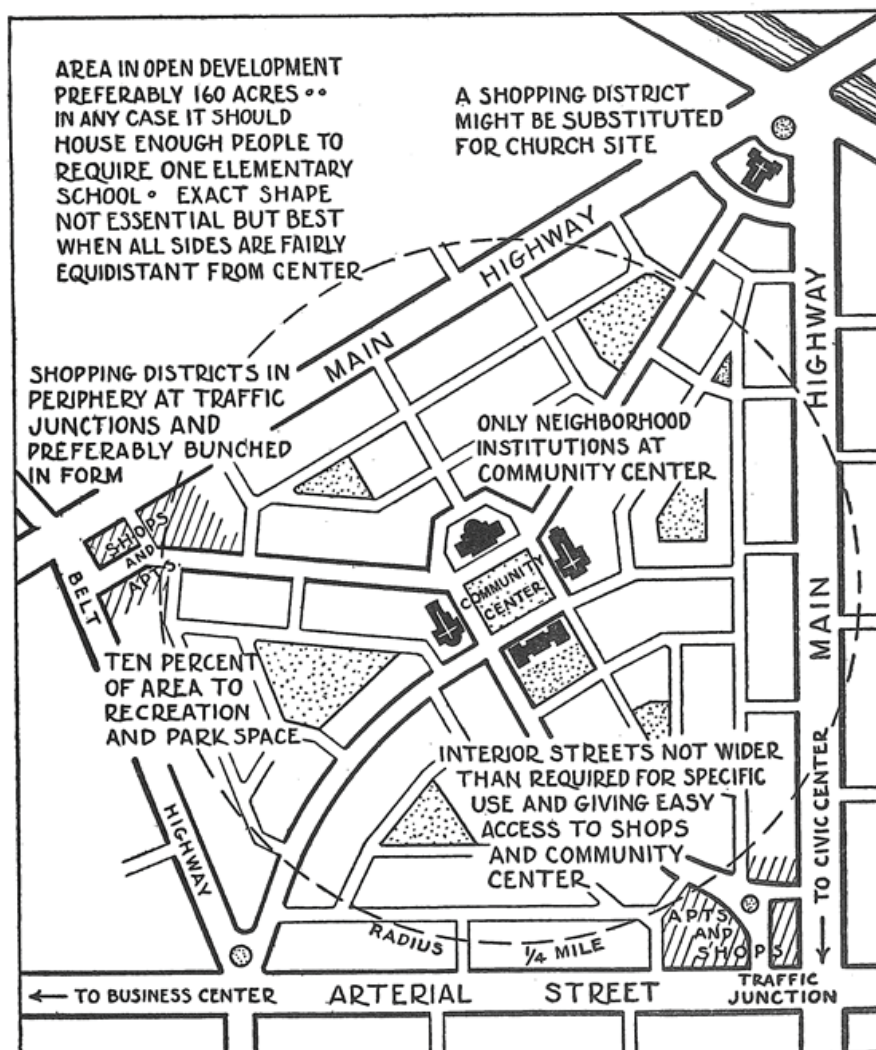 AREA IN OPEN DEVELOPMENT
PREFERABLY 160 ACRES • •
IN ANY CASE IT SHOULD
HOUSE ENOUGH PEOPLE TO
REQUIRE ONE ELEMENTARY
SCHOOL • EXACT SHAPE
NOT ESSENTIAL BUT BEST
WHEN ALL SIDES ARE FAIRLY
EQUIDISTANT FROM CENTER
A SHOPPING DISTRICT
MIGHT BE SUBSTITUTED
FOR CHURCH SITE
MAIN HIGHWAY
SHOPPING DISTRICTS IN
PERIPHERY AT TRAFFIC
JUNCTIONS AND
PREFERABLY BUNCHED
IN FORM
ONLY NEIGHBORHOOD
INSTITUTIONS AT
COMMUNITY CENTER
MAIN HIGHWAY
SHOPS
AND
APTS.
COMMUNITY
CENTER
BELT
HIGHWAY
TEN PERCENT
OF AREA TO
RECREATION
AND PARK SPACE
INTERIOR STREETS NOT WIDER
THAN REQUIRED FOR SPECIFIC
USE AND GIVING EASY
ACCESS TO SHOPS
AND COMMUNITY
CENTER
← TO CIVIC CENTER
APTS
AND
SHOPS
RADIUS 1/4 MILE
TRAFFIC
JUNCTION
← TO BUSINESS CENTER
ARTERIAL STREET